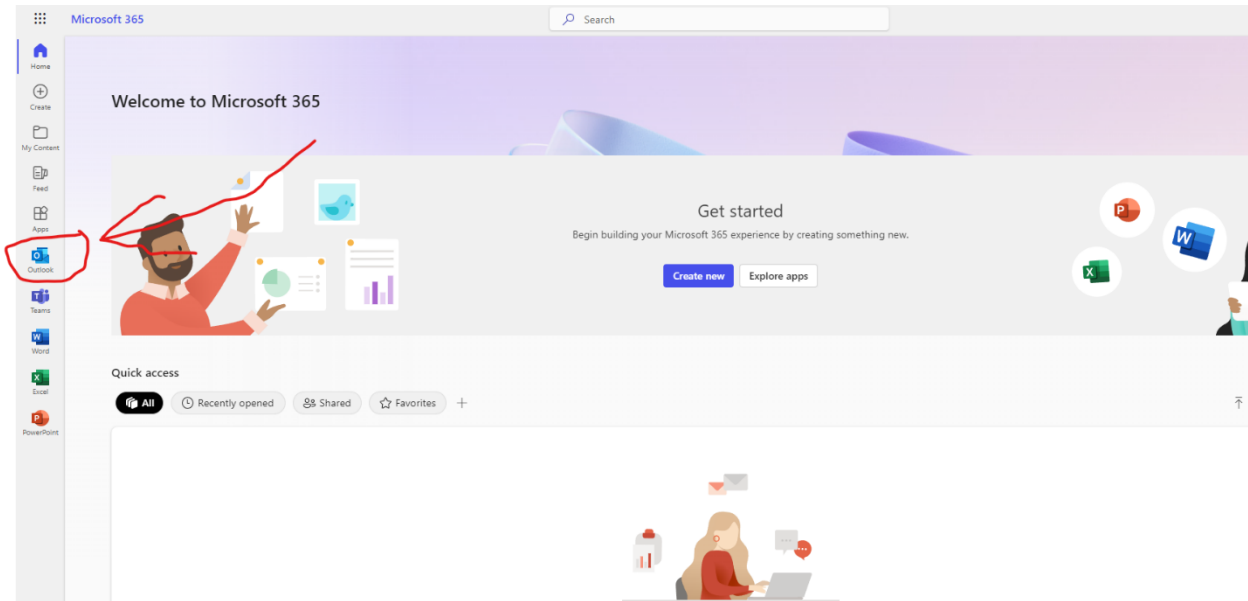 Microsoft 365
Search
Home
Create
My Content
Feed
Apps
Outlook
Teams
Word
Excel
PowerPoint
Welcome to Microsoft 365
Get started
Begin building your Microsoft 365 experience by creating something new.
Create new Explore apps
Quick access
All Recently opened Shared Favorites